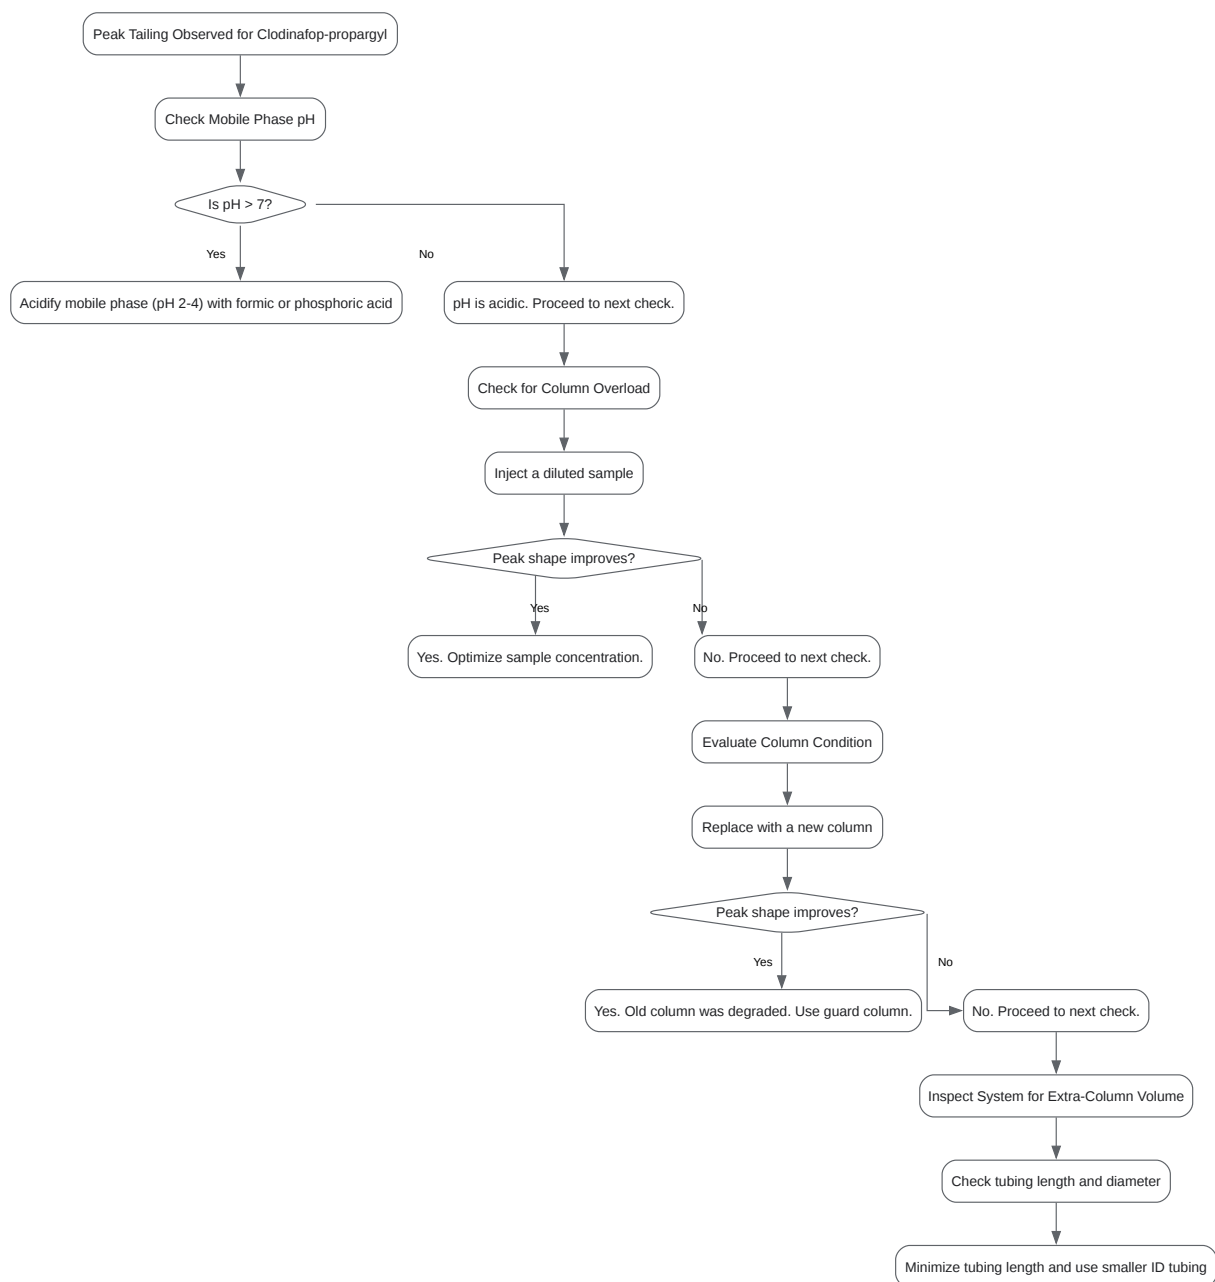 Peak Tailing Observed for Clodinafop-propargyl
Check Mobile Phase pH
Is pH > 7?
Yes
No
Acidify mobile phase (pH 2-4) with formic or phosphoric acid
pH is acidic. Proceed to next check.
Check for Column Overload
Inject a diluted sample
Peak shape improves?
Yes
No
Yes. Optimize sample concentration.
No. Proceed to next check.
Evaluate Column Condition
Replace with a new column
Peak shape improves?
Yes
No
Yes. Old column was degraded. Use guard column.
No. Proceed to next check.
Inspect System for Extra-Column Volume
Check tubing length and diameter
Minimize tubing length and use smaller ID tubing